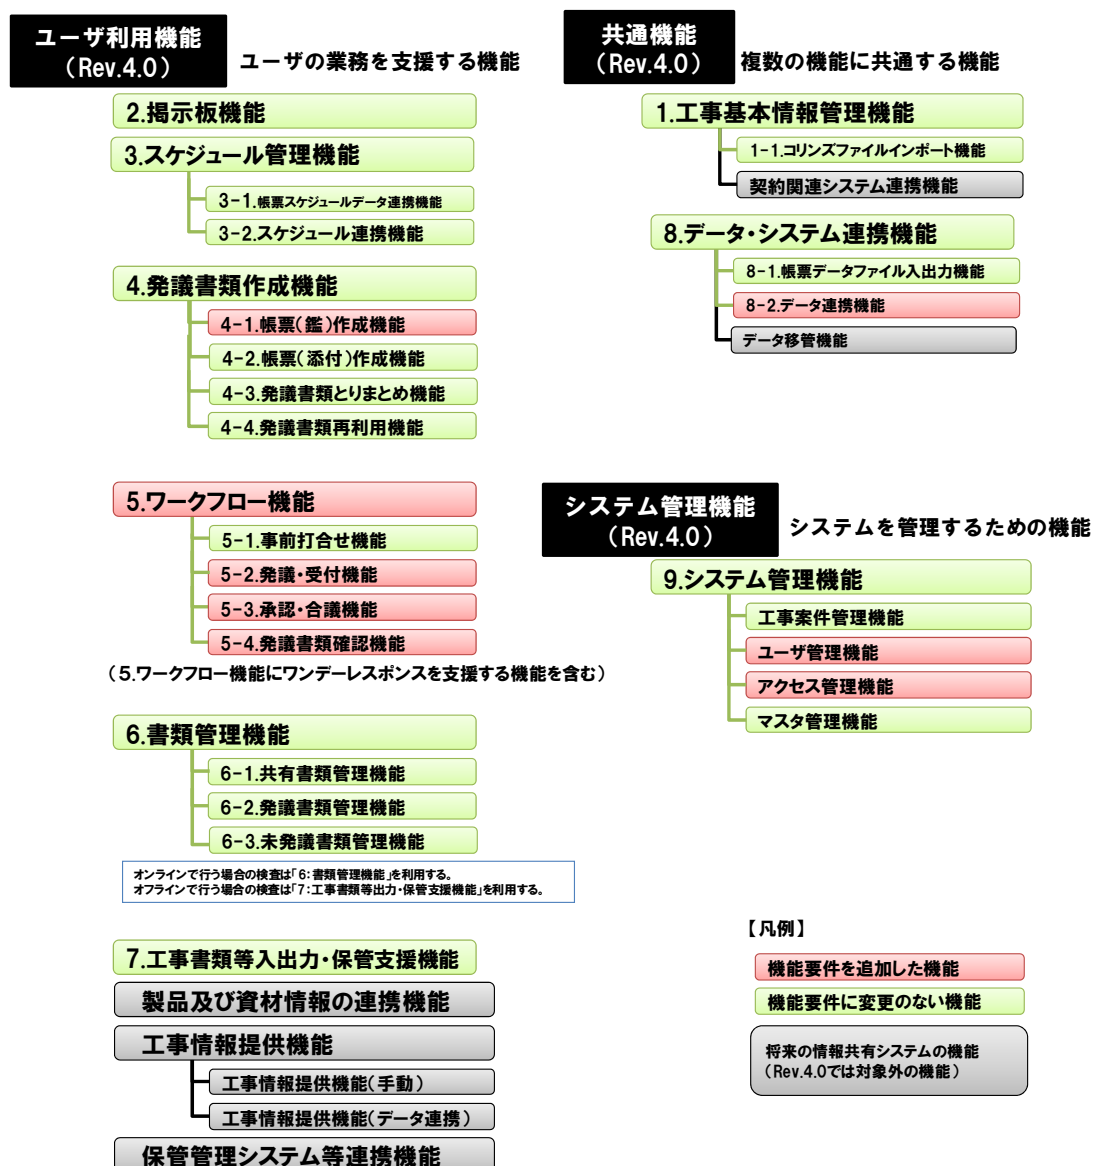 ユーザ利用機能
（Rev.4.0）
ユーザの業務を支援する機能
2.掲示板機能
3.スケジュール管理機能
3-1.帳票スケジュールデータ連携機能
3-2.スケジュール連携機能
4.発議書類作成機能
4-1.帳票（鑑）作成機能
4-2.帳票（添付）作成機能
4-3.発議書類とりまとめ機能
4-4.発議書類再利用機能
5.ワークフロー機能
5-1.事前打合せ機能
5-2.発議・受付機能
5-3.承認・合議機能
5-4.発議書類確認機能
（５.ワークフロー機能にワンデーレスポンスを支援する機能を含む）
6.書類管理機能
6-1.共有書類管理機能
6-2.発議書類管理機能
6-3.未発議書類管理機能
オンラインで行う場合の検査は「6：書類管理機能」を利用する。
オフラインで行う場合の検査は「7：工事書類等出力・保管支援機能」を利用する。
7.工事書類等入出力・保管支援機能
製品及び資材情報の連携機能
工事情報提供機能
工事情報提供機能（手動）
工事情報提供機能（データ連携）
保管管理システム等連携機能
共通機能
（Rev.4.0）
複数の機能に共通する機能
1.工事基本情報管理機能
1-1.コリンズファイルインポート機能
契約関連システム連携機能
8.データ・システム連携機能
8-1.帳票データファイル入出力機能
8-2.データ連携機能
データ移管機能
システム管理機能
（Rev.4.0）
システムを管理するための機能
9.システム管理機能
工事案件管理機能
ユーザ管理機能
アクセス管理機能
マスタ管理機能
【凡例】
機能要件を追加した機能
機能要件に変更のない機能
将来の情報共有システムの機能
（Rev.4.0では対象外の機能）